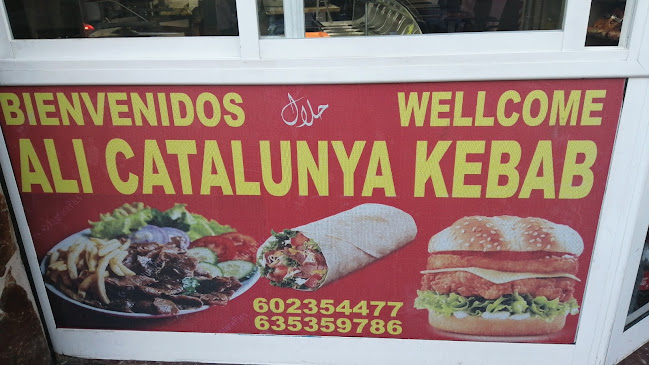 BIENVENIDOS حلال WELLCOME
ALI CATALUNYA KEBAB
602354477
635359786